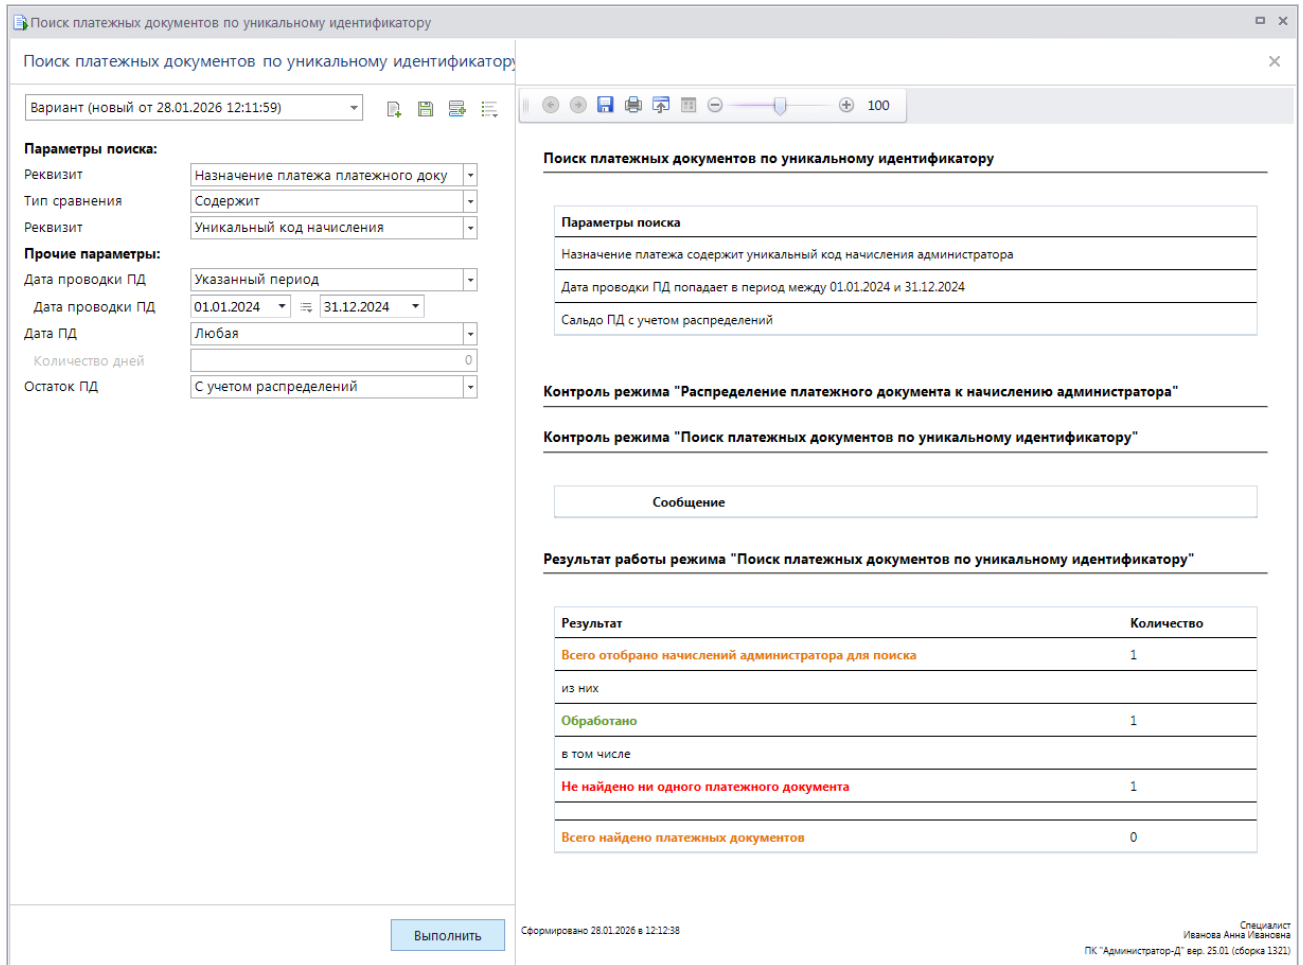 Поиск платежных документов по уникальному идентификатору
Поиск платежных документов по уникальному идентификатору
Вариант (новый от 28.01.2026 12:11:59)
Параметры поиска:
Реквизит
Назначение платежа платежного доку
Тип сравнения
Содержит
Реквизит
Уникальный код начисления
Прочие параметры:
Дата проводки ПД
Указанный период
Дата проводки ПД
01.01.2024
31.12.2024
Дата ПД
Любая
Количество дней
0
Остаток ПД
С учетом распределений
Выполнить
100
Поиск платежных документов по уникальному идентификатору
Параметры поиска
Назначение платежа содержит уникальный код начисления администратора
Дата проводки ПД попадает в период между 01.01.2024 и 31.12.2024
Сальдо ПД с учетом распределений
Контроль режима "Распределение платежного документа к начислению администратора"
Контроль режима "Поиск платежных документов по уникальному идентификатору"
Сообщение
Результат работы режима "Поиск платежных документов по уникальному идентификатору"
Результат Количество
Всего отобрано начислений администратора для поиска 1
из них
Обработано 1
в том числе
Не найдено ни одного платежного документа 1
Всего найдено платежных документов 0
Сформировано 28.01.2026 в 12:12:38
Специалист
Иванова Анна Ивановна
ПК "Администратор-Д" вер. 25.01 (сборка 1321)